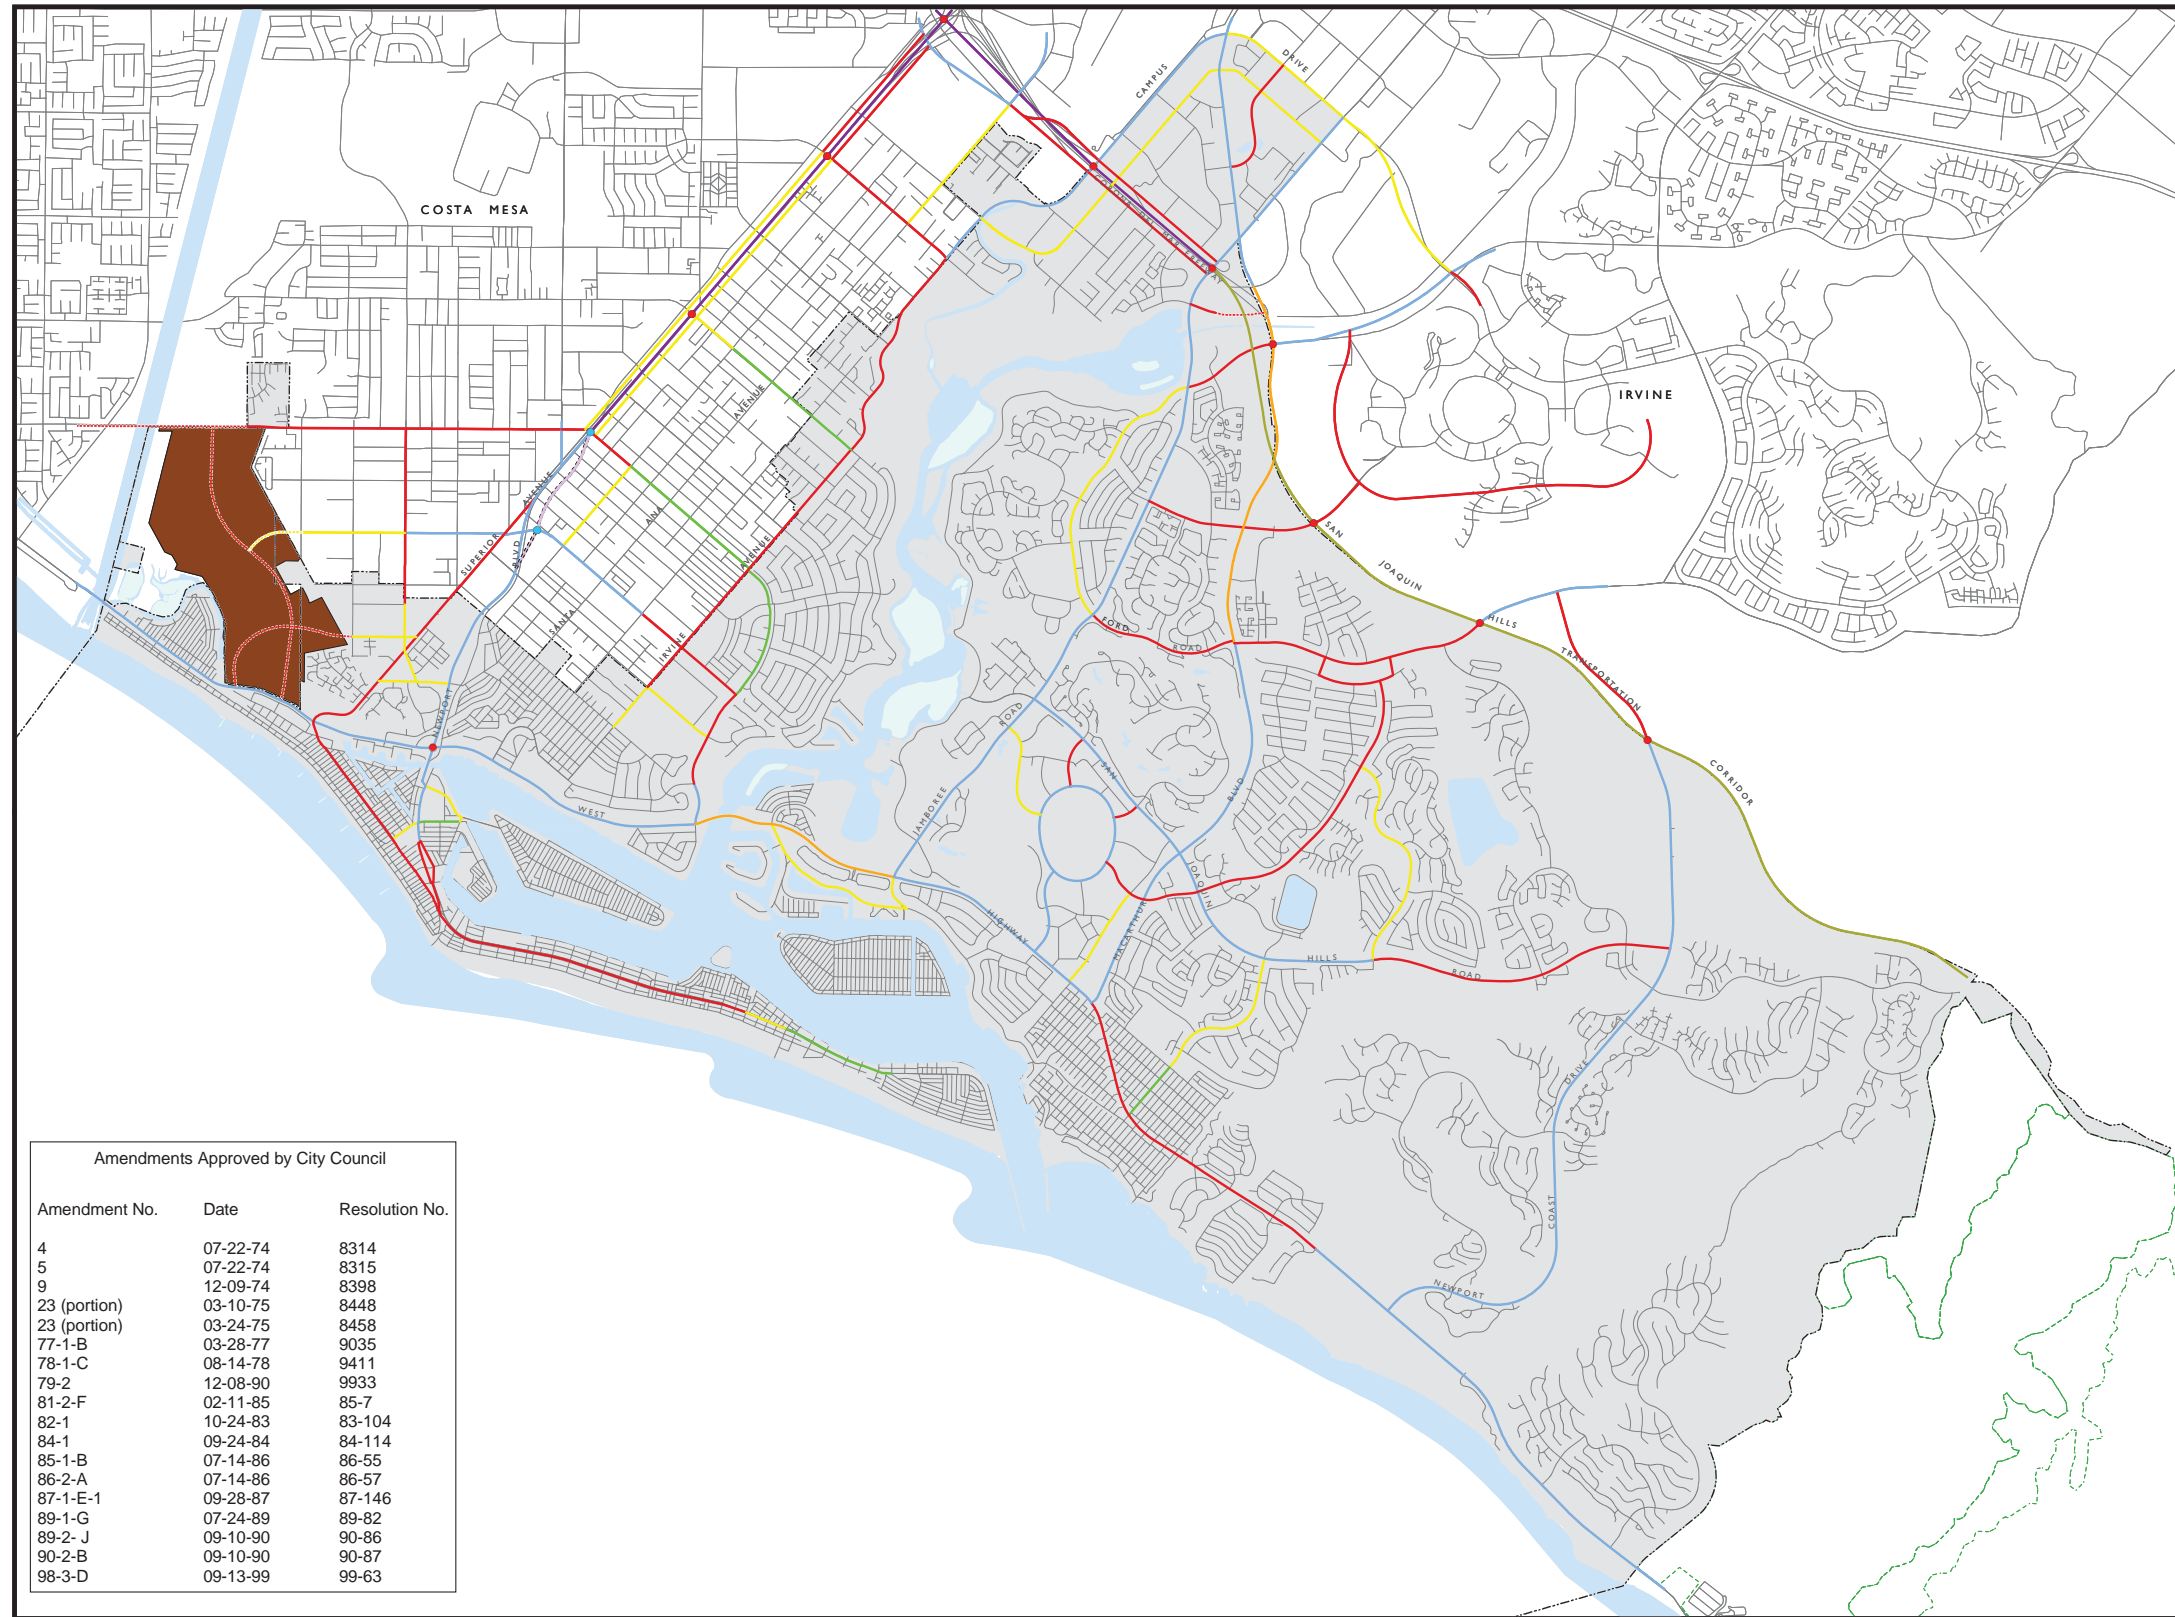 CAMPUS
DRIVE
COSTA MESA
CORONA DEL MAR FREEWAY
IRVINE
AVENUE
SUPERIOR
AVENUE
BLVD
ANA
AVENUE
SANTA
IRVINE
SAN
JOAQUIN
HILLS
TRANSPORTATION
CORRIDOR
FORD
ROAD
NEWPORT
ROAD
JAMBOREE
SAN
BLVD
WEST
JOAQUIN
HIGHWAY
MACARTHUR
HILLS
ROAD
DRIVE
COAST
NEWPORT
Amendments Approved by City Council
Amendment No. Date Resolution No.
4 07-22-74 8314
5 07-22-74 8315
9 12-09-74 8398
23 (portion) 03-10-75 8448
23 (portion) 03-24-75 8458
77-1-B 03-28-77 9035
78-1-C 08-14-78 9411
79-2 12-08-90 9933
81-2-F 02-11-85 85-7
82-1 10-24-83 83-104
84-1 09-24-84 84-114
85-1-B 07-14-86 86-55
86-2-A 07-14-86 86-57
87-1-E-1 09-28-87 87-146
89-1-G 07-24-89 89-82
89-2- J 09-10-90 90-86
90-2-B 09-10-90 90-87
98-3-D 09-13-99 99-63